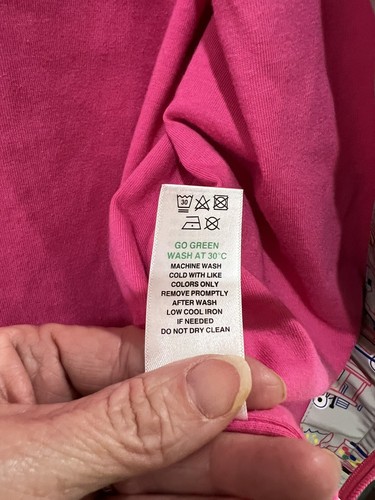 30
GO GREEN
WASH AT 30°C
MACHINE WASH
COLD WITH LIKE
COLORS ONLY
REMOVE PROMPTLY
AFTER WASH
LOW COOL IRON
IF NEEDED
DO NOT DRY CLEAN